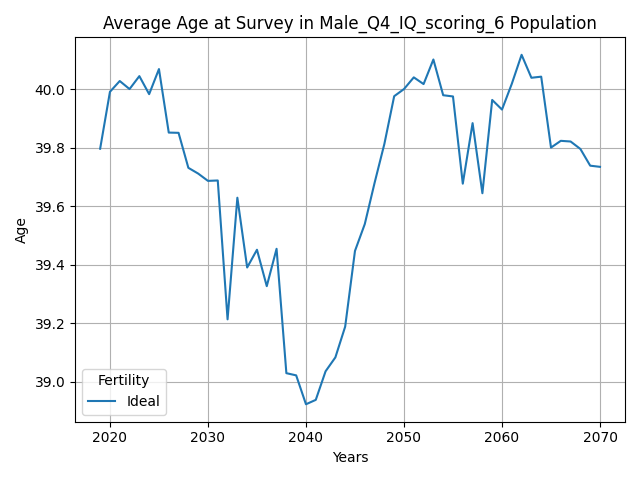 Average Age at Survey in Male_Q4_IQ_scoring_6 Population
Age
40.0
39.8
39.6
39.4
39.2
39.0
Fertility
Ideal
2020 2030 2040 2050 2060 2070
Years